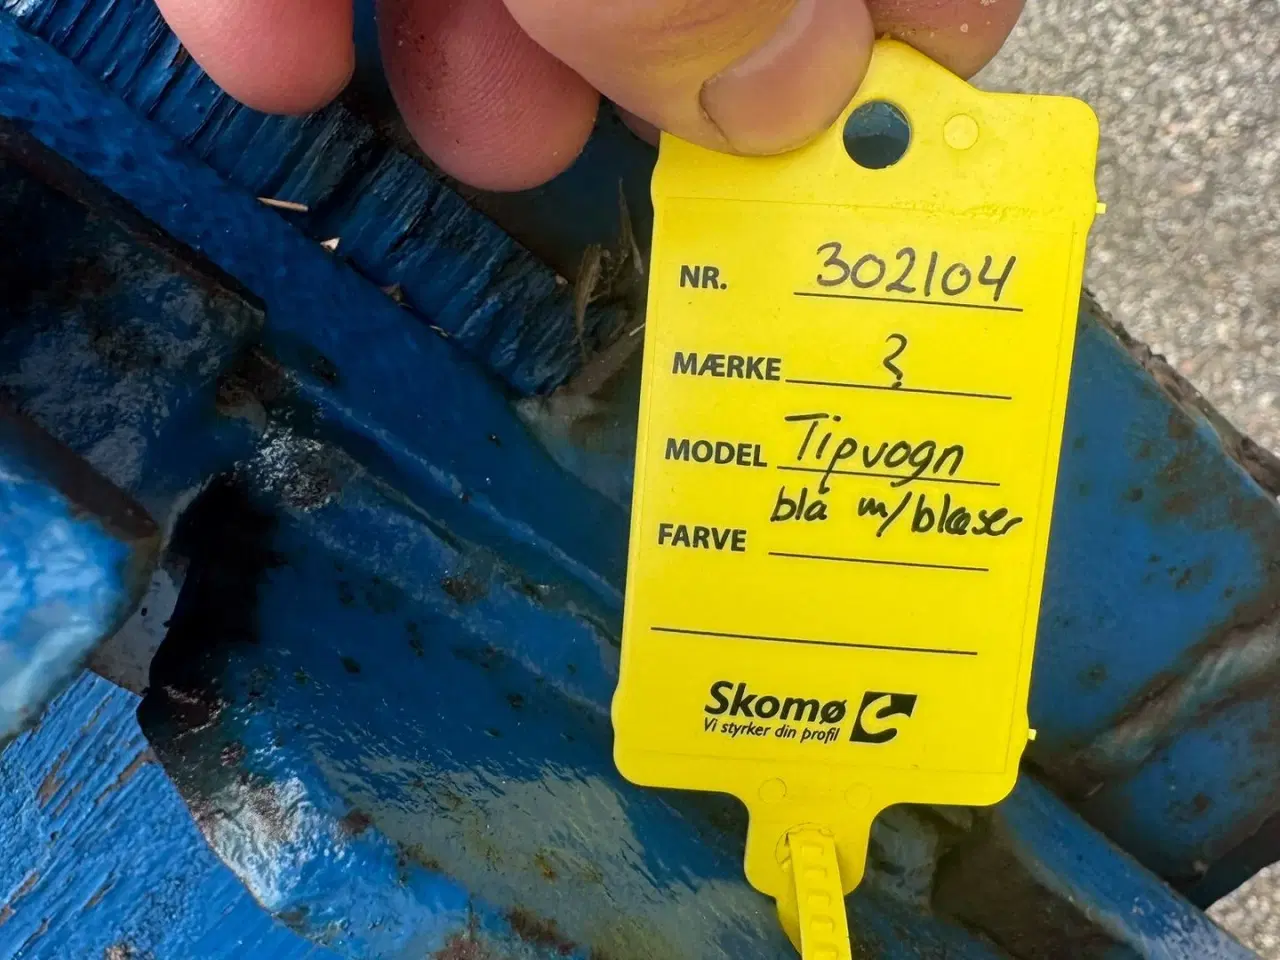 NR. 302104
MÆRKE ?
MODEL Tipvogn
blå m/blæser
FARVE
Skomø
Vi styrker din profil